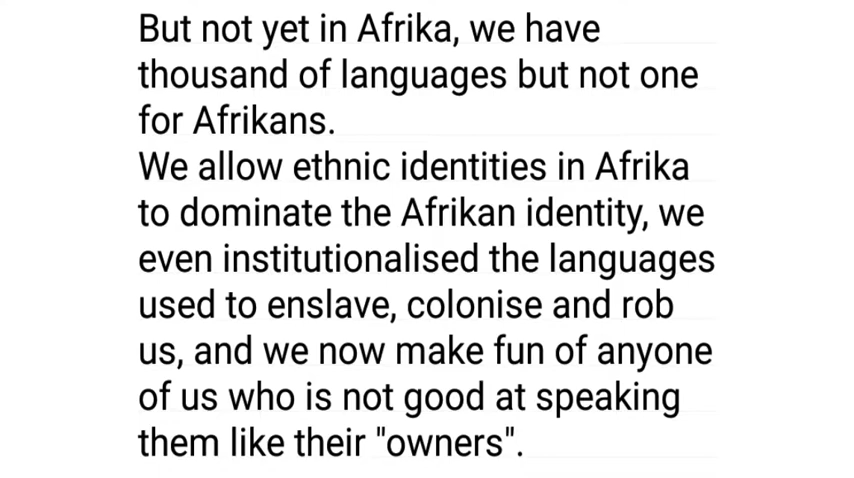 But not yet in Afrika, we have
thousand of languages but not one
for Afrikans.
We allow ethnic identities in Afrika
to dominate the Afrikan identity, we
even institutionalised the languages
used to enslave, colonise and rob
us, and we now make fun of anyone
of us who is not good at speaking
them like their "owners".